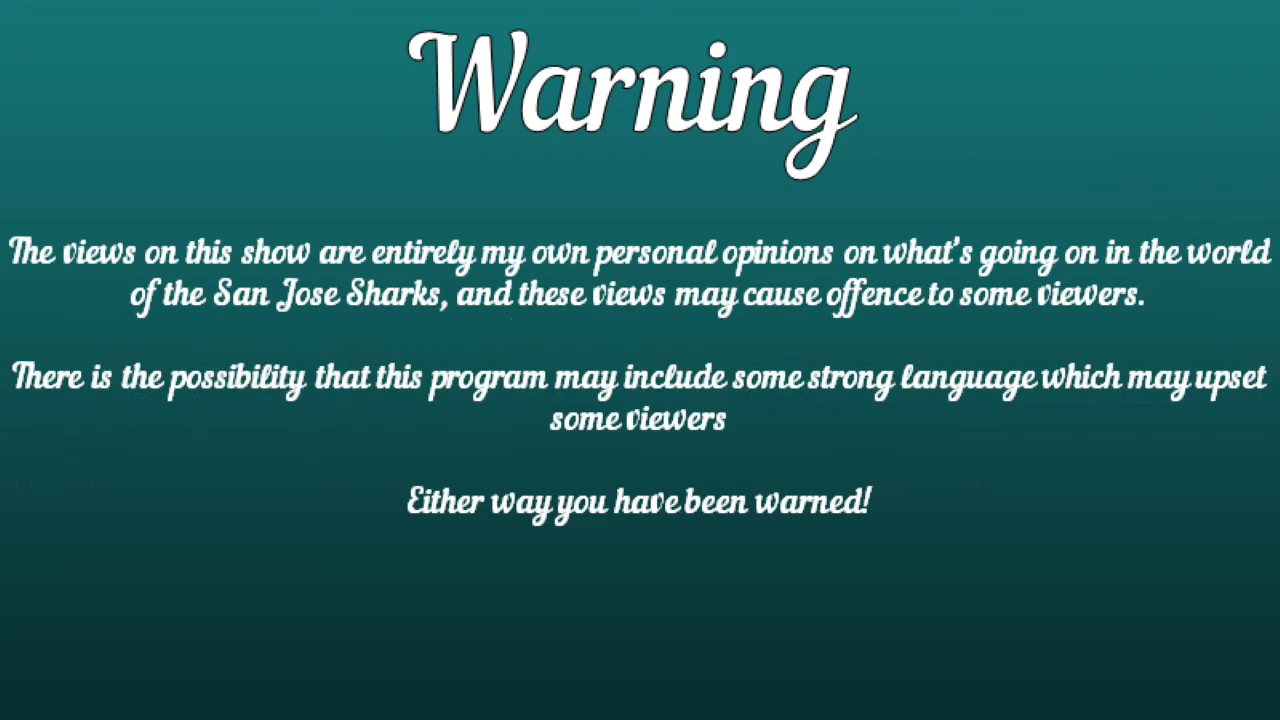 Warning
The views on this show are entirely my own personal opinions on what's going on in the world
of the San Jose Sharks, and these views may cause offence to some viewers.
There is the possibility that this program may include some strong language which may upset
some viewers
Either way you have been warned!